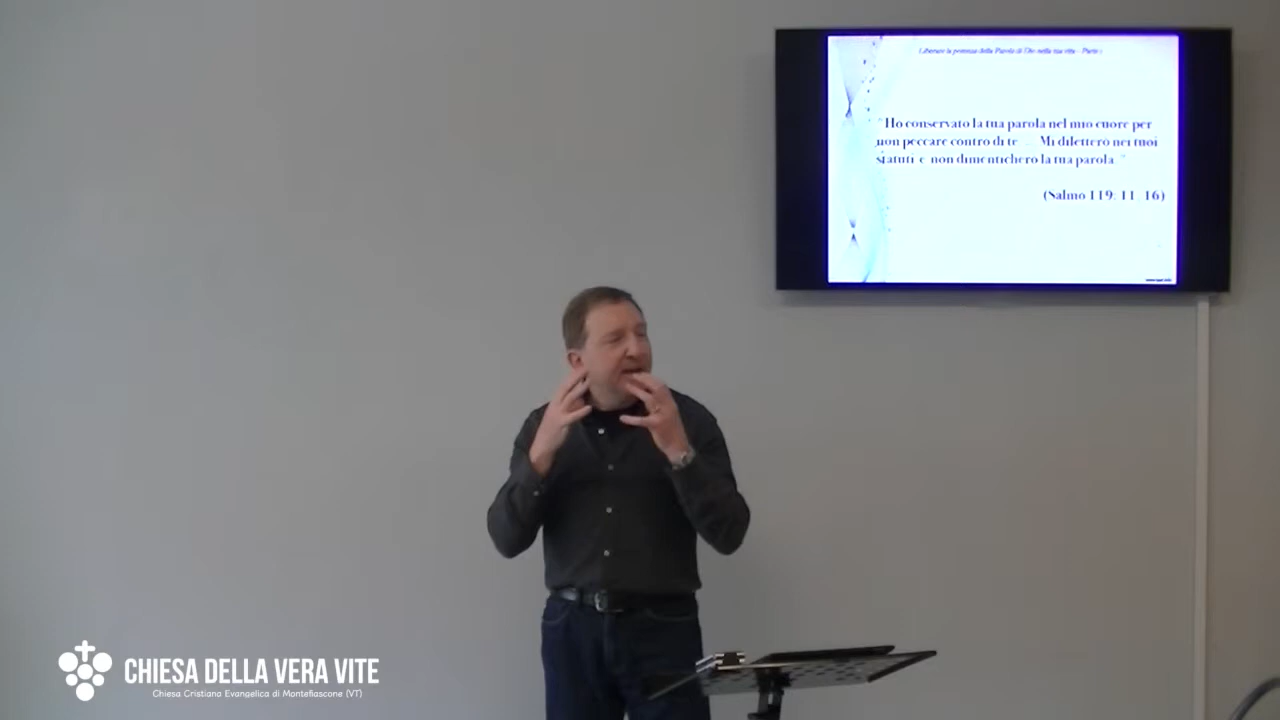 Liberare la potenza della Parola di Dio nella tua vita – Parte 1
"Ho conservato la tua parola nel mio cuore per
non peccare contro di te ... Mi diletterò nei tuoi
statuti e non dimenticherò la tua parola."
(Salmo 119: 11, 16)
CHIESA DELLA VERA VITE
Chiesa Cristiana Evangelica di Montefiascone (VT)